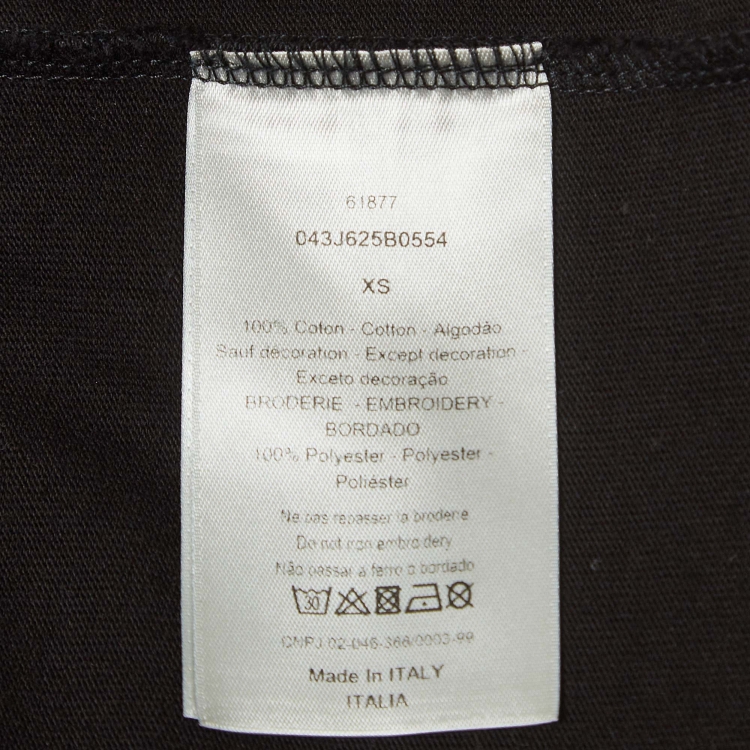 61877
043J625B0554
XS
100% Coton - Cotton - Algodão
Sauf décoration - Except decoration -
Exceto decoração
BRODERIE - EMBROIDERY -
BORDADO
100% Polyester - Polyester -
Poliéster
Ne pas repasser la broderie
Do not iron embroidery
Não passar a ferro o bordado
30
CNPJ 02-046-366/0003-99
Made In ITALY
ITALIA